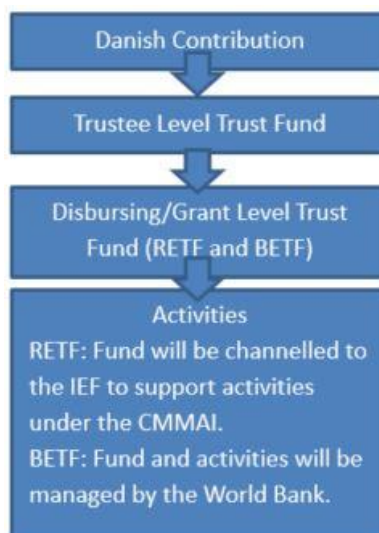 Danish Contribution
Trustee Level Trust Fund
Disbursing/Grant Level Trust
Fund (RETF and BETF)
Activities
RETF: Fund will be channelled to
the IEF to support activities
under the CMMAI.
BETF: Fund and activities will be
managed by the World Bank.